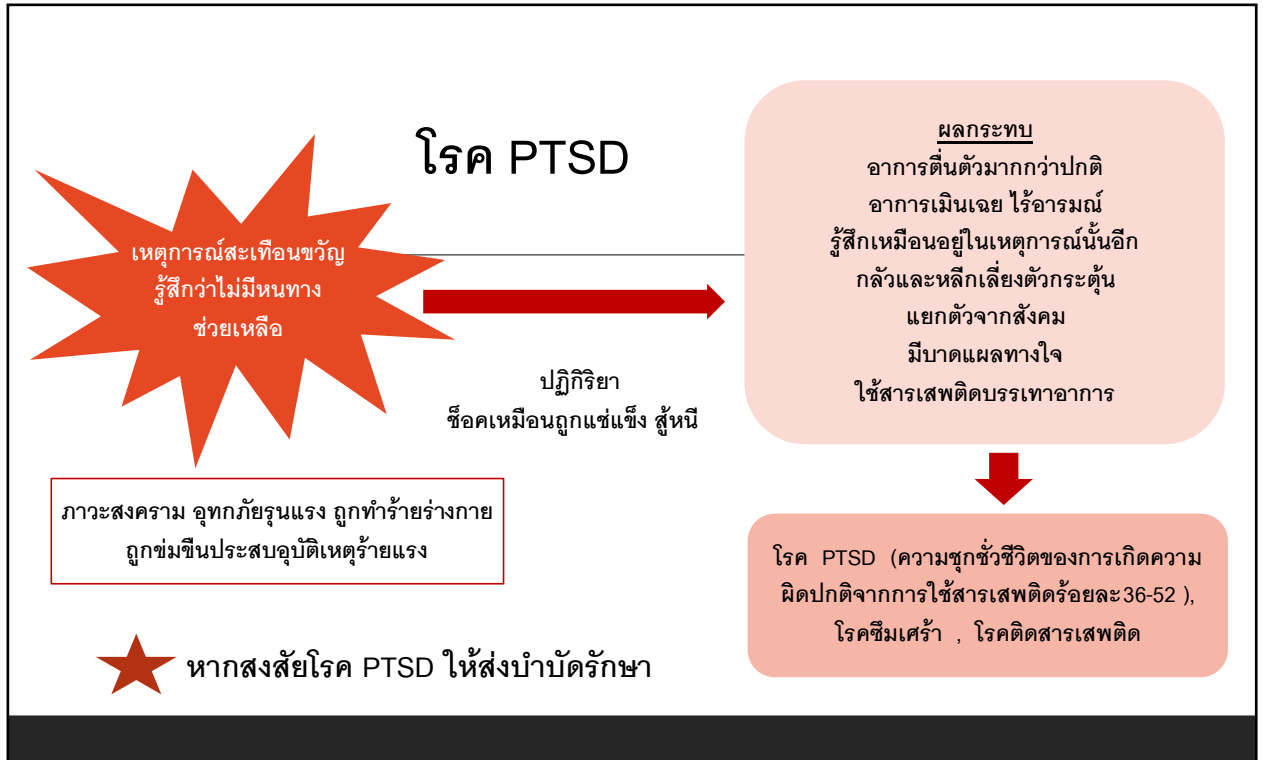 โรค PTSD
เหตุการณ์สะเทือนขวัญ
รู้สึกว่าไม่มีหนทาง
ช่วยเหลือ
ปฏิกิริยา
ช็อคเหมือนถูกแช่แข็ง สู้หนี
ผลกระทบ
อาการตื่นตัวมากกว่าปกติ
อาการเมินเฉย ไร้อารมณ์
รู้สึกเหมือนอยู่ในเหตุการณ์นั้นอีก
กลัวและหลีกเลี่ยงตัวกระตุ้น
แยกตัวจากสังคม
มีบาดแผลทางใจ
ใช้สารเสพติดบรรเทาอาการ
ภาวะสงคราม อุทกภัยรุนแรง ถูกทำร้ายร่างกาย
ถูกข่มขืนประสบอุบัติเหตุร้ายแรง
โรค PTSD (ความชุกชั่วชีวิตของการเกิดความ
ผิดปกติจากการใช้สารเสพติดร้อยละ36-52 ),
โรคซึมเศร้า , โรคติดสารเสพติด
หากสงสัยโรค PTSD ให้ส่งบำบัดรักษา